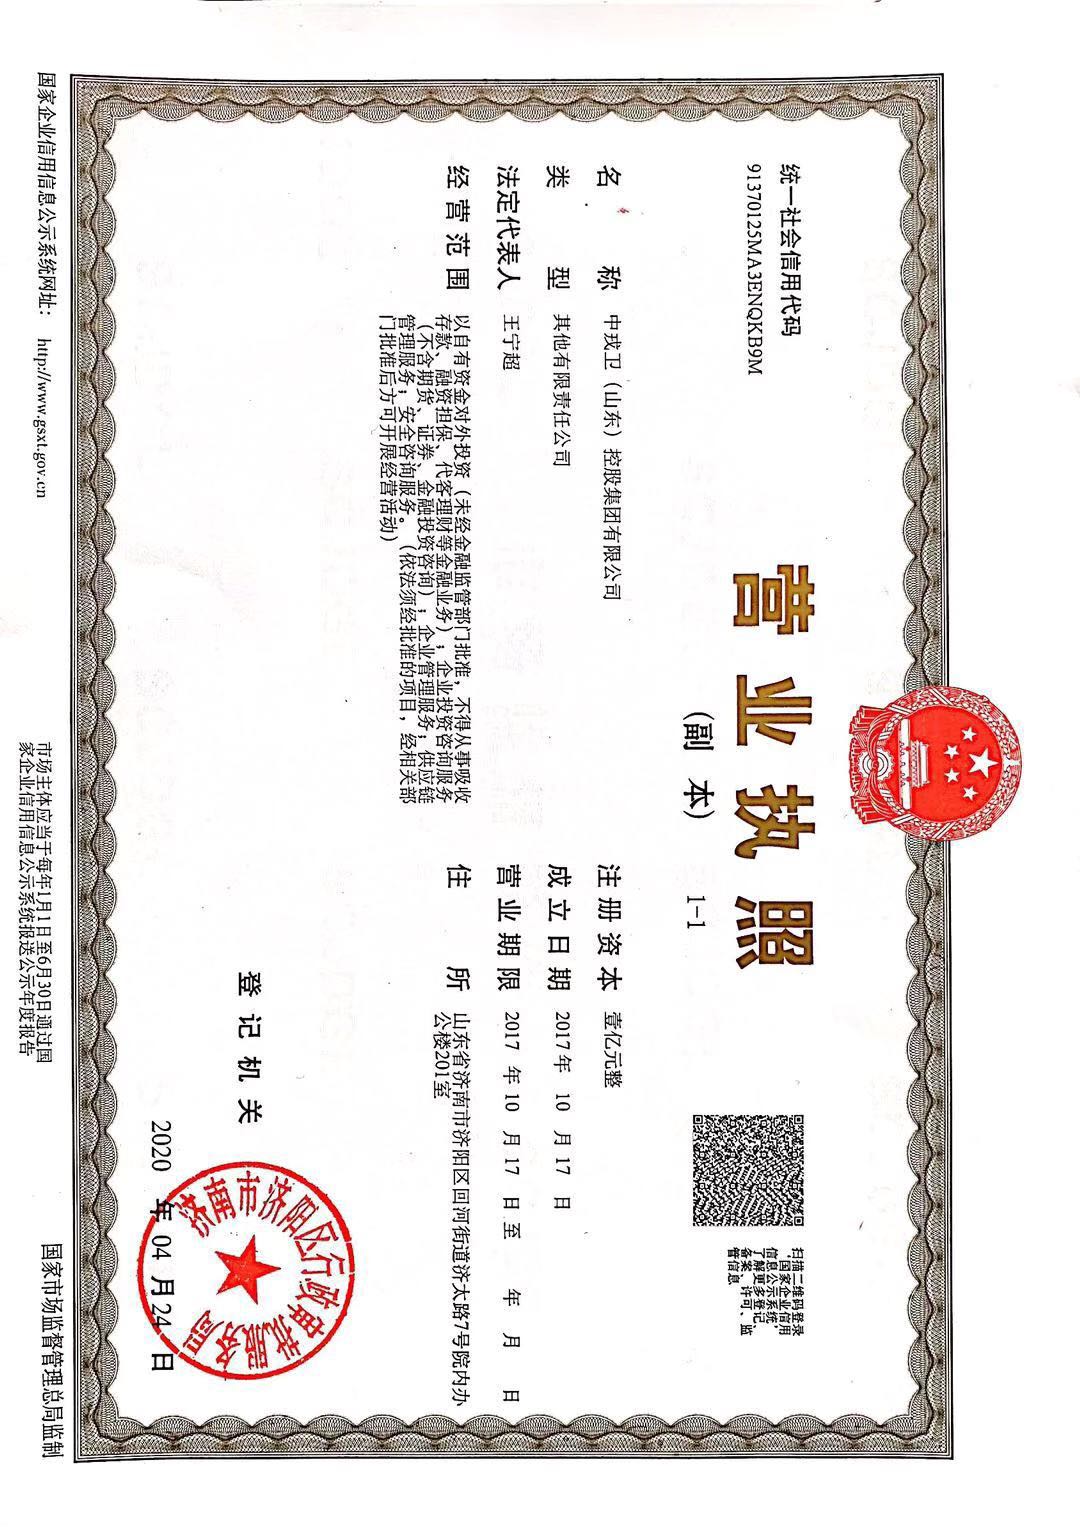 统一社会信用代码
91370125MA3ENQKB9M
营业执照
(副 本) 1-1
扫描二维码登录
‘国家企业信用
信息公示系统’
了解更多登记、
备案、许可、监
管信息
名 称 中戎卫（山东）控股集团有限公司
类 型 其他有限责任公司
法定代表人 王宁超
经营范围 以自有资金对外投资（未经金融监管部门批准，不得从事吸收
存款、融资担保、代客理财等金融业务）；企业投资咨询服务
（不含期货、证券、金融投资咨询）；企业管理服务；供应链
管理服务；安全咨询服务。（依法须经批准的项目，经相关部
门批准后方可开展经营活动）
注册资本 壹亿元整
成立日期 2017年 10 月17 日
营业期限 2017 年10 月17 日至 年 月 日
住 所 山东省济南市济阳区回河街道济太路7号院内办
公楼201室
登记机关
济南市济阳区行政审批服务局
2020 年 04 月24 日
国家企业信用信息公示系统网址： http://www.gsxt.gov.cn
市场主体应当于每年1月1日至6月30日通过国
家企业信用信息公示系统报送公示年度报告
国家市场监督管理总局监制